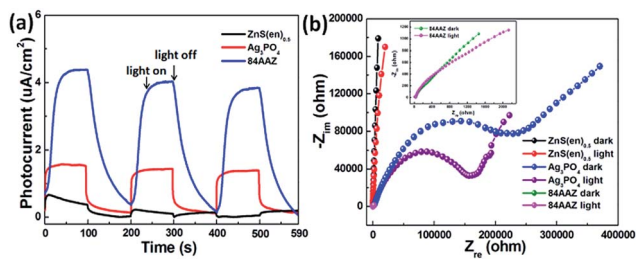 (a)
ZnS(en)0.5
Ag3PO4
84AAZ
light off
light on
Photocurrent (uA/cm²)
0
2
4
6
0 100 200 300 400 500 590
Time (s)
(b)
180000
160000
120000
80000
40000
0
-Zim (ohm)
84AAZ dark
84AAZ light
-Zim (ohm)
Zre (ohm)
ZnS(en)0.5 dark
ZnS(en)0.5 light
Ag3PO4 dark
Ag3PO4 light
84AAZ dark
84AAZ light
0 100000 200000 300000 400000
Zre (ohm)